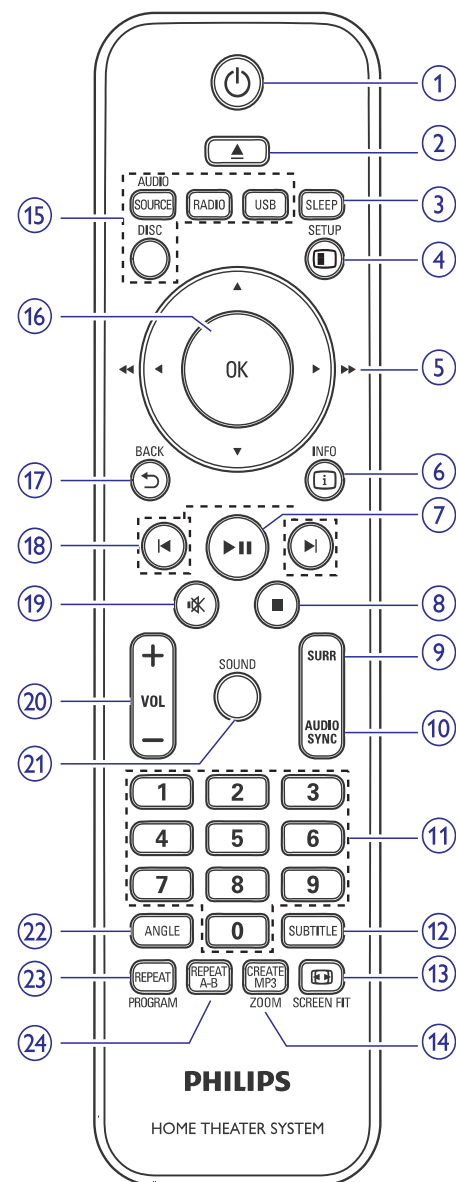 1
2
AUDIO
SOURCE RADIO USB SLEEP 3
15
DISC SETUP
4
16
OK 5
BACK INFO
17 i 6
7
18
19 8
SURR 9
+ SOUND
20 VOL
AUDIO
SYNC 10
–
21
1 2 3
4 5 6 11
7 8 9
22 ANGLE 0 SUBTITLE 12
23 REPEAT REPEAT
A-B CREATE
MP3 13
PROGRAM ZOOM SCREEN FIT
24 14
PHILIPS
HOME THEATER SYSTEM